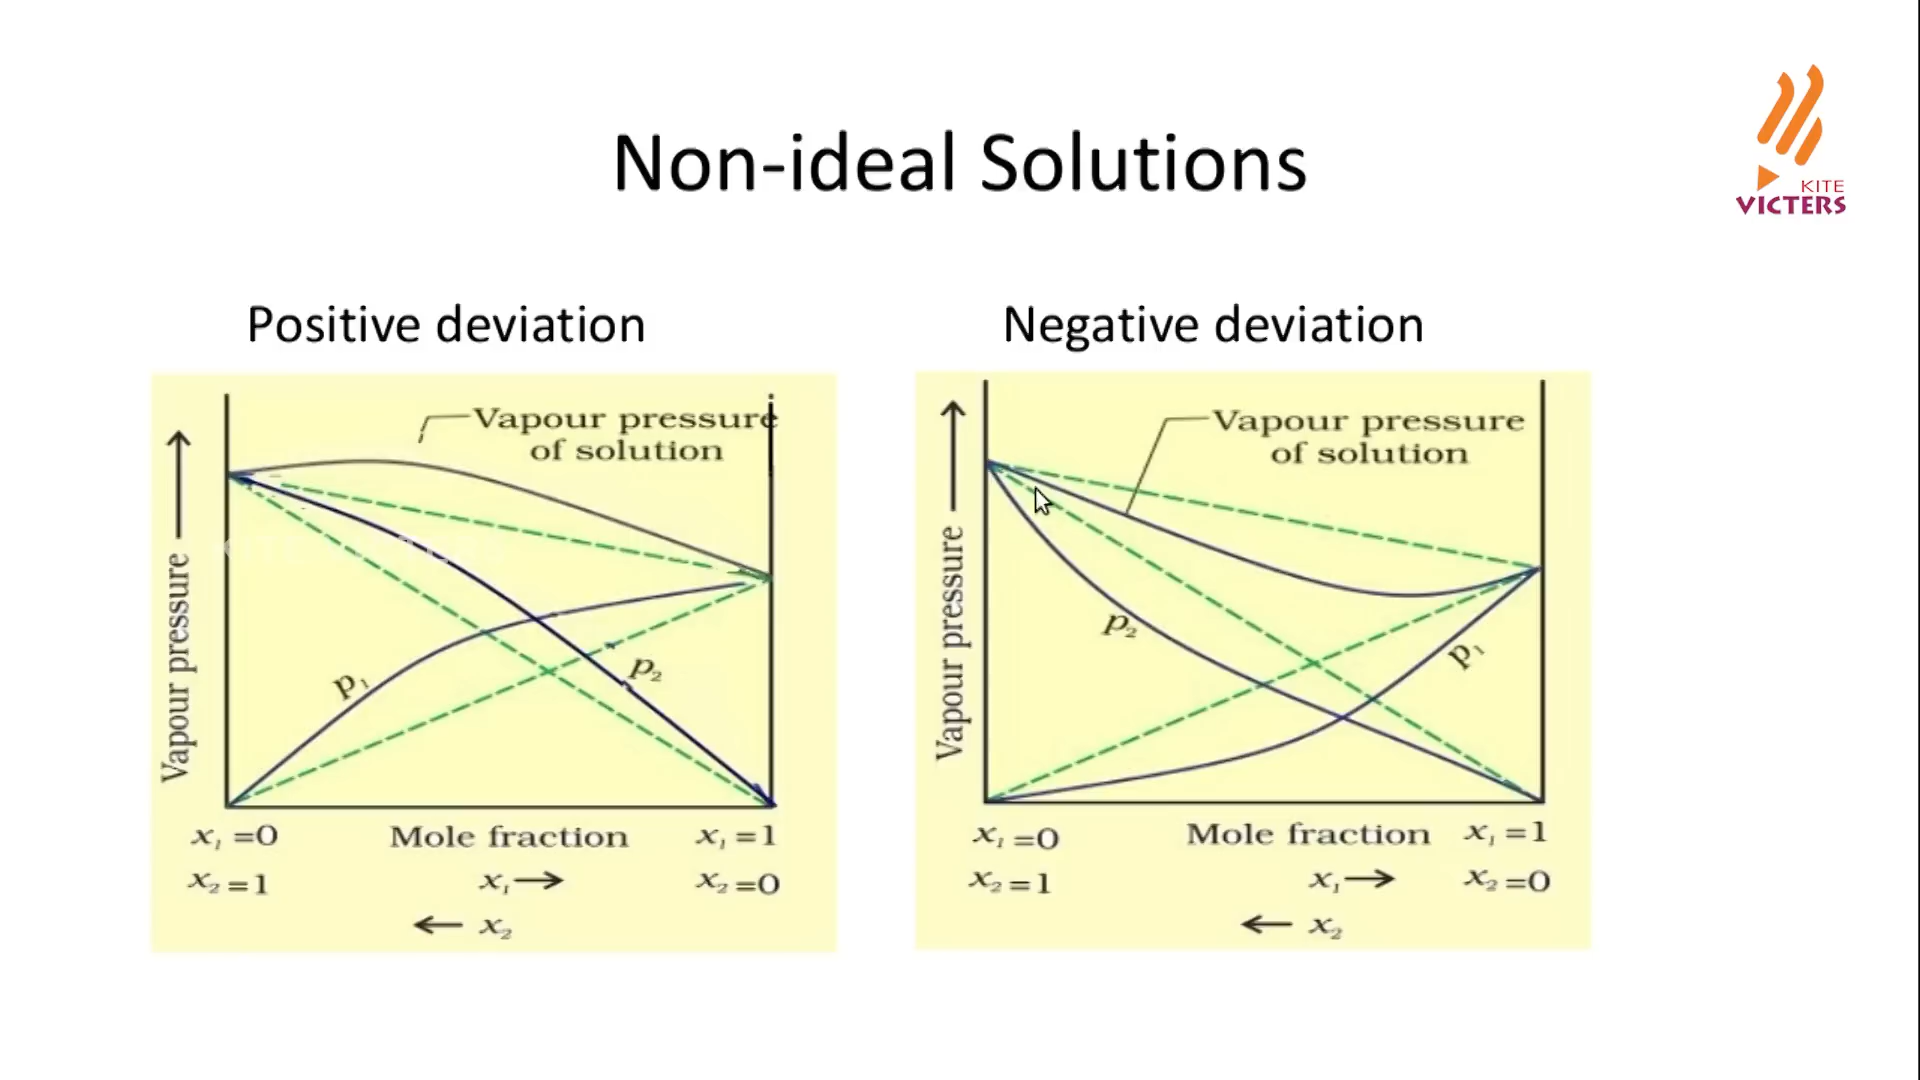 Non-ideal Solutions
KITE
VICTERS
Positive deviation
Vapour pressure
of solution
Vapour pressure
p₁
p₂
x₁ =0
Mole fraction
x₁ =1
x₂ =1
x₁
x₂ =0
x₂
Negative deviation
Vapour pressure
of solution
Vapour pressure
p₂
p₁
x₁ =0
Mole fraction
x₁ =1
x₂ =1
x₁
x₂ =0
x₂